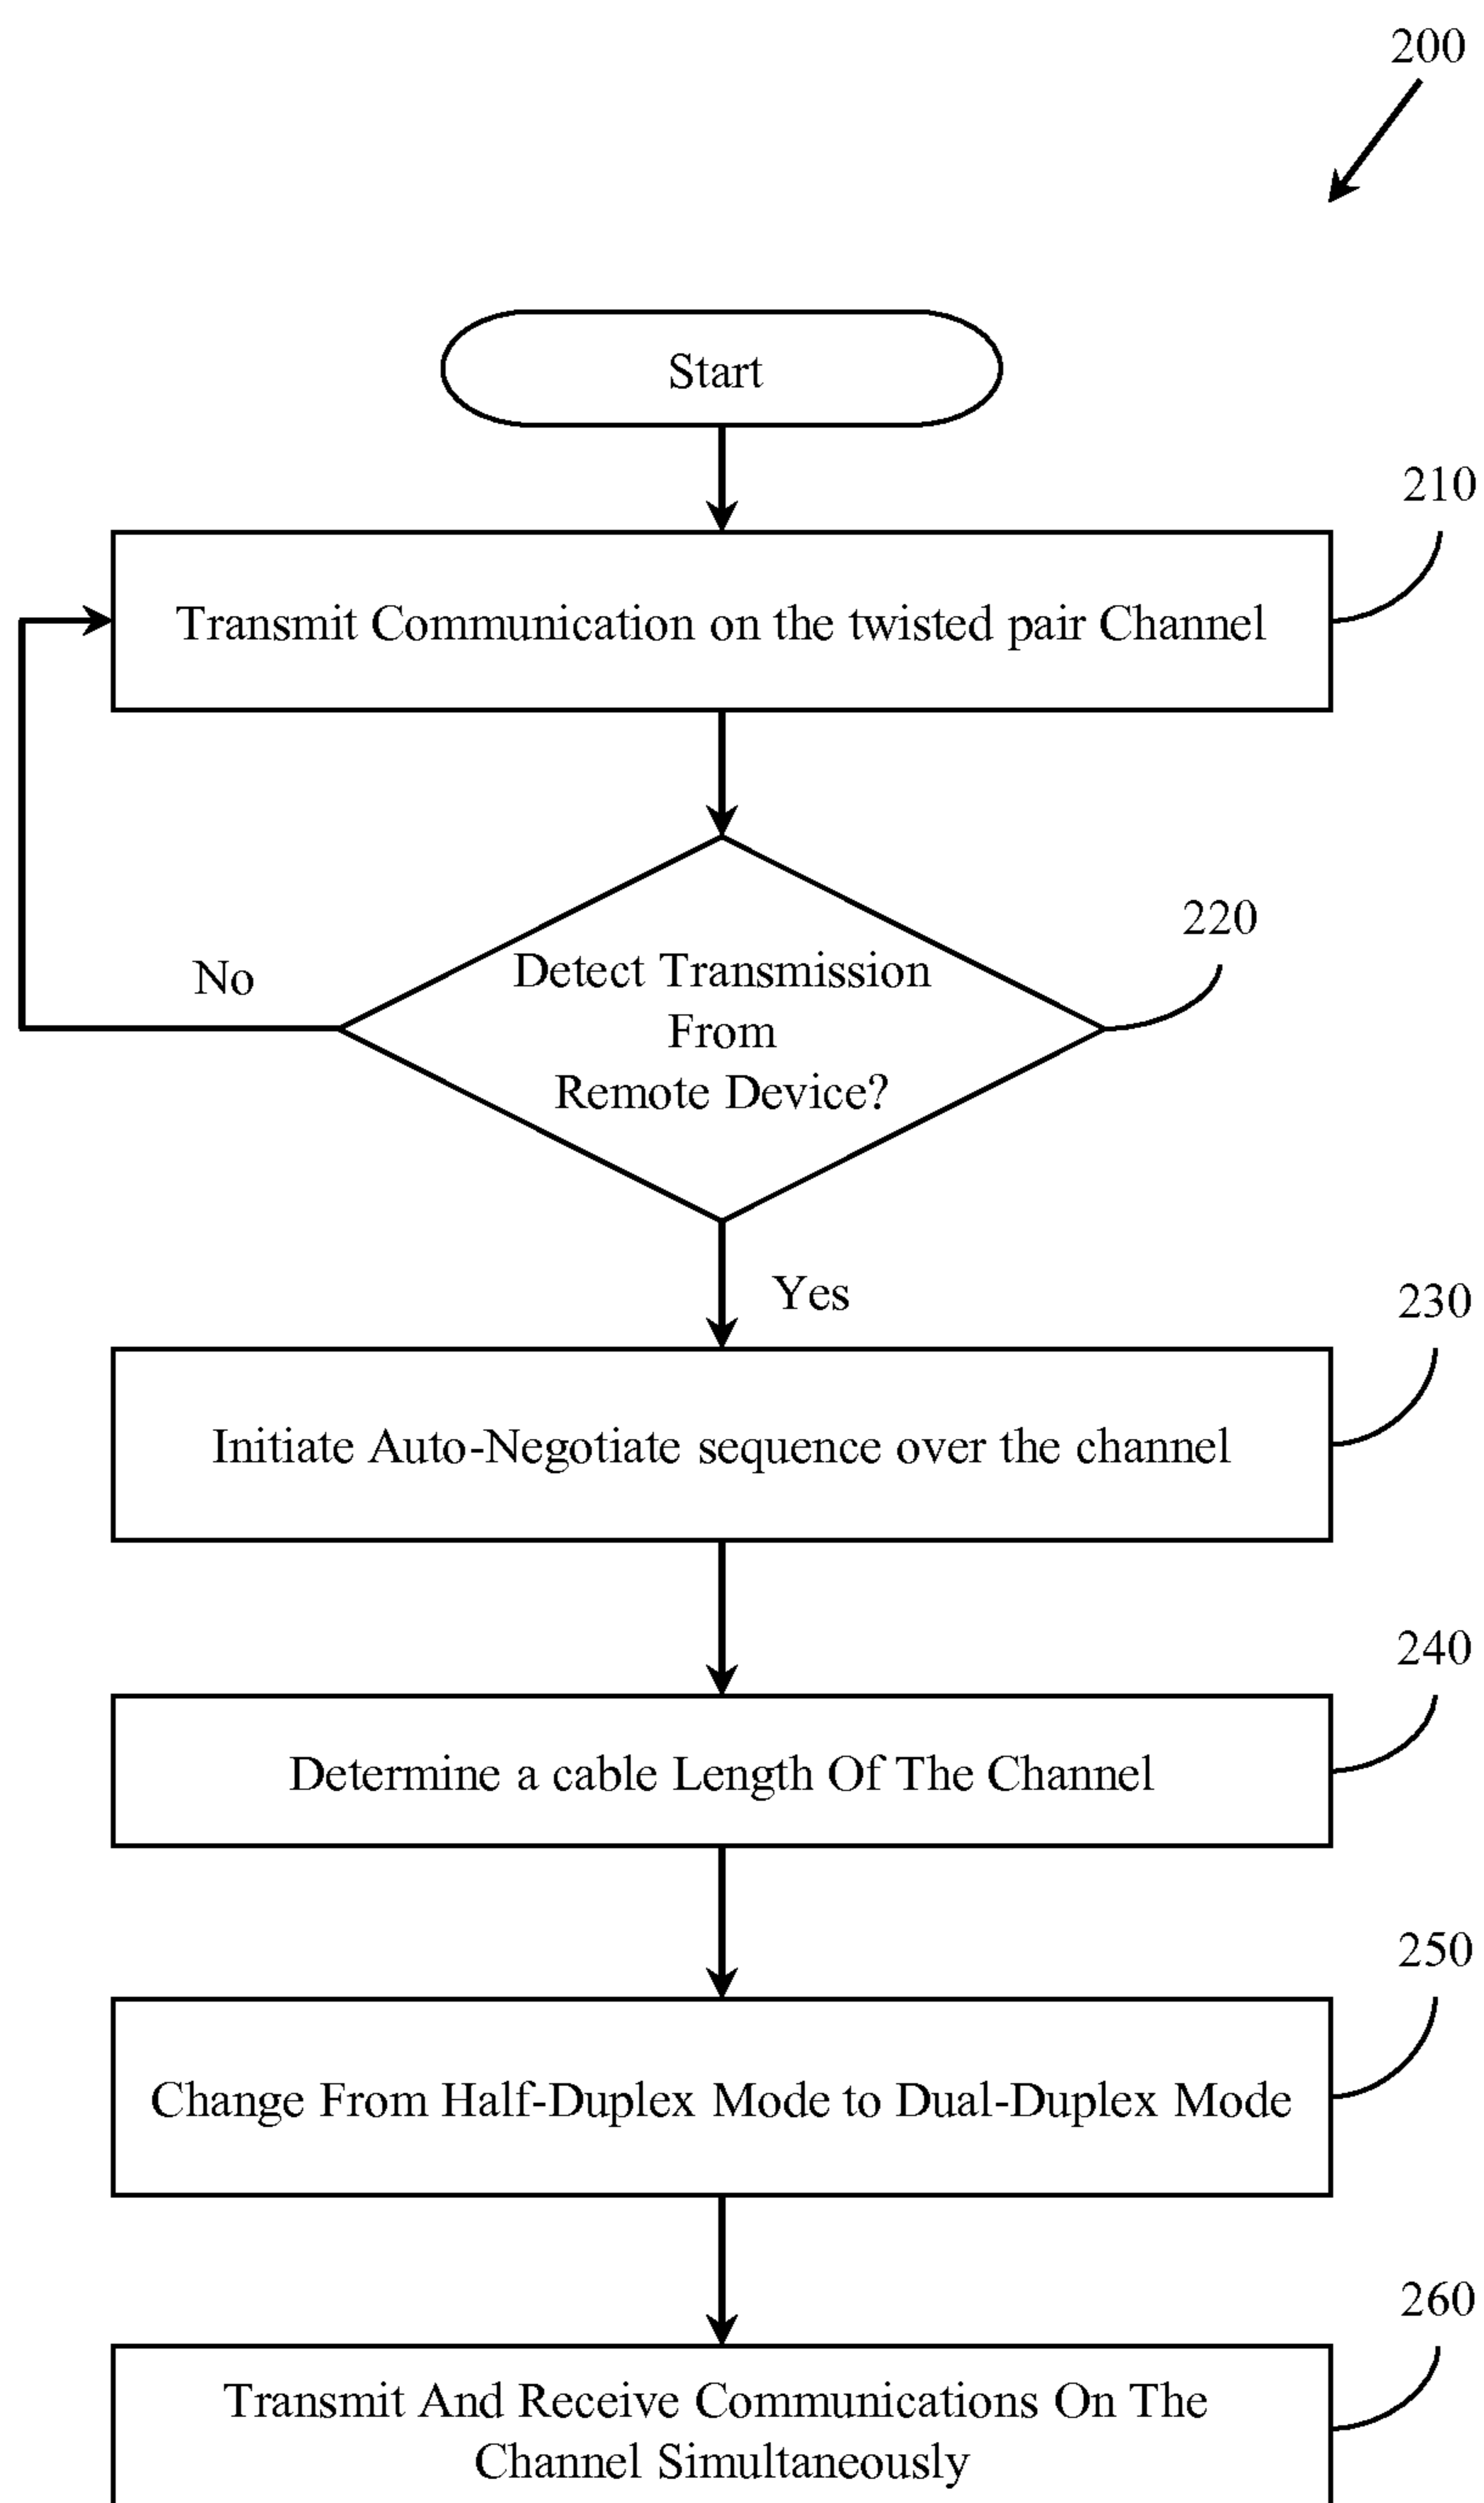 200
Start
210
Transmit Communication on the twisted pair Channel
220
Detect Transmission
From
Remote Device?
No
Yes
230
Initiate Auto-Negotiate sequence over the channel
240
Determine a cable Length Of The Channel
250
Change From Half-Duplex Mode to Dual-Duplex Mode
260
Transmit And Receive Communications On The
Channel Simultaneously